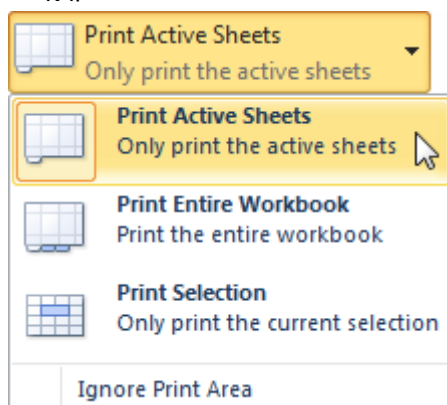 Print Active Sheets
Only print the active sheets
Print Active Sheets
Only print the active sheets
Print Entire Workbook
Print the entire workbook
Print Selection
Only print the current selection
Ignore Print Area